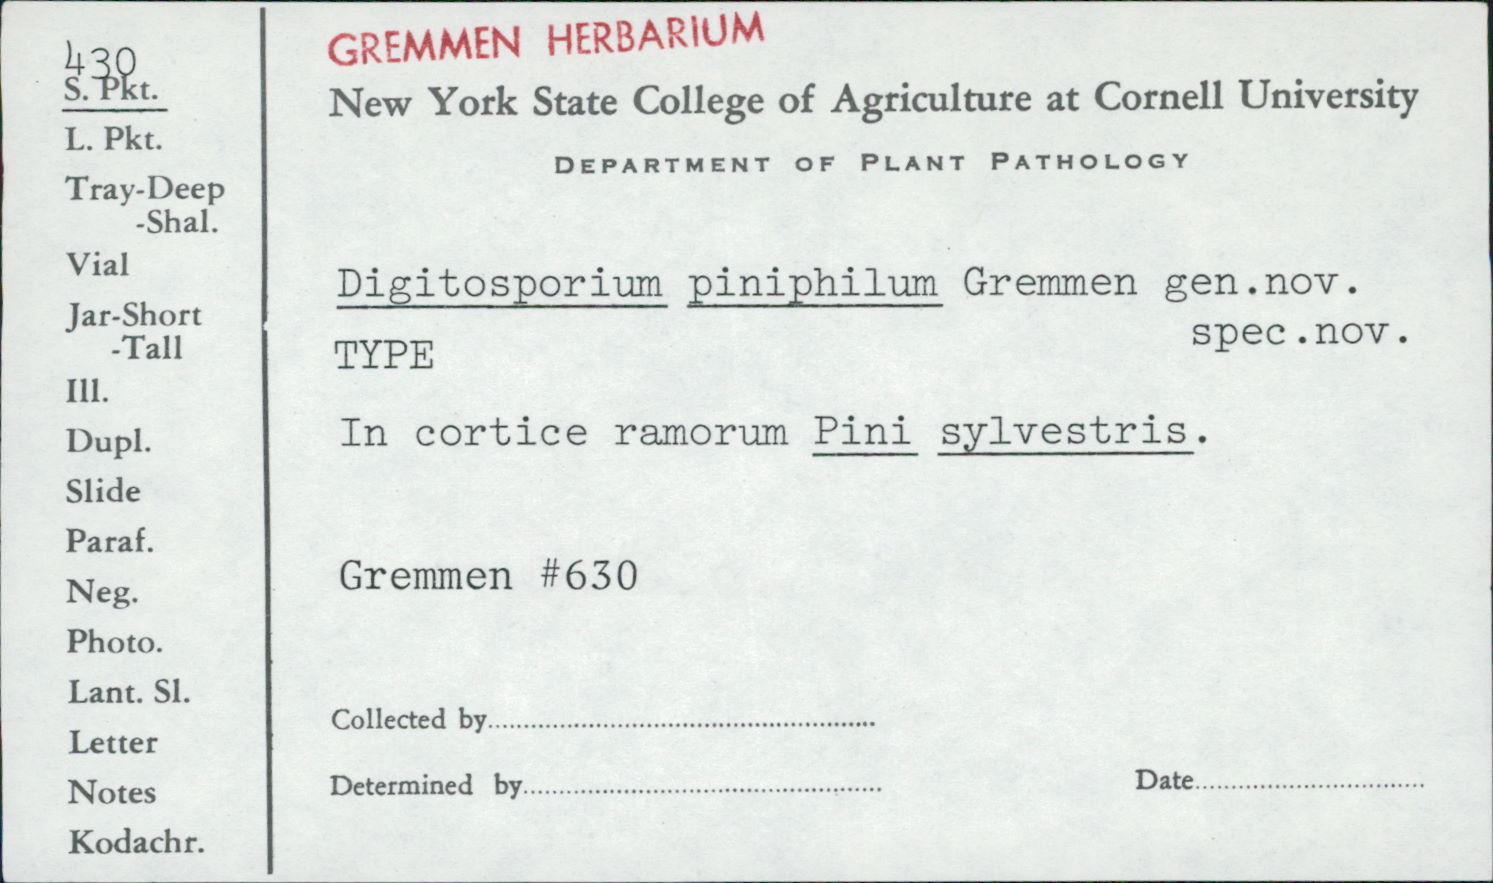 430
S. Pkt.
L. Pkt.
Tray-Deep
-Shal.
Vial
Jar-Short
-Tall
Ill.
Dupl.
Slide
Paraf.
Neg.
Photo.
Lant. Sl.
Letter
Notes
Kodachr.
GREMMEN HERBARIUM
New York State College of Agriculture at Cornell University
DEPARTMENT OF PLANT PATHOLOGY
Digitosporium piniphilum Gremmen gen.nov.
spec.nov.
TYPE
In cortice ramorum Pini sylvestris.
Gremmen #630
Collected by
Determined by
Date